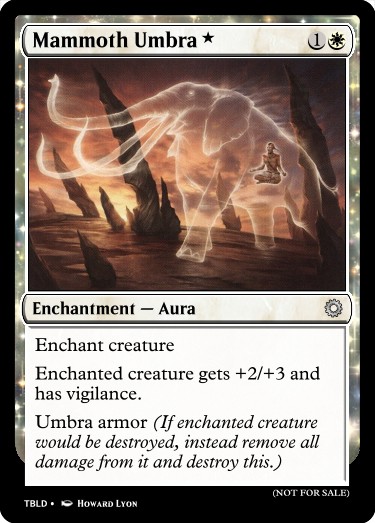 Mammoth Umbra★ 1
Enchantment — Aura
Enchant creature
Enchanted creature gets +2/+3 and
has vigilance.
Umbra armor (If enchanted creature
would be destroyed, instead remove all
damage from it and destroy this.)
(NOT FOR SALE)
TBLD • Howard Lyon